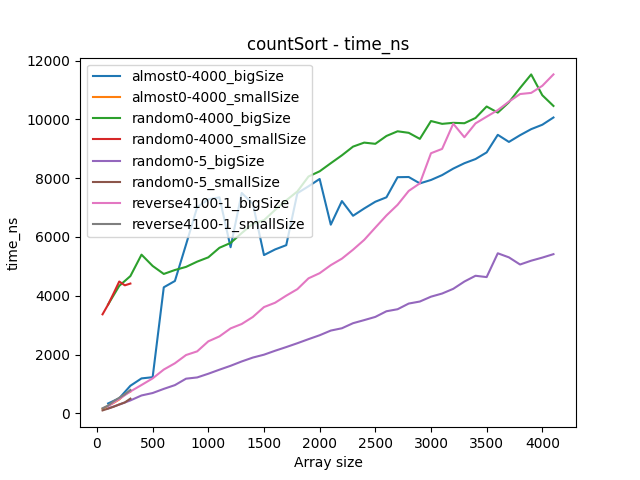 countSort - time_ns
12000
10000
8000
6000
4000
2000
0
time_ns
almost0-4000_bigSize
almost0-4000_smallSize
random0-4000_bigSize
random0-4000_smallSize
random0-5_bigSize
random0-5_smallSize
reverse4100-1_bigSize
reverse4100-1_smallSize
0 500 1000 1500 2000 2500 3000 3500 4000
Array size